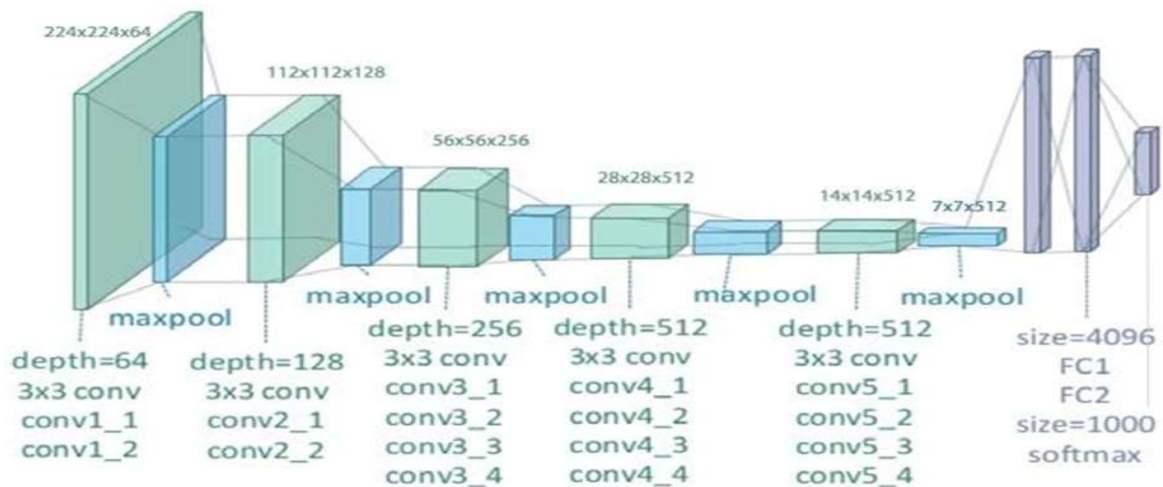 224x224x64
112x112x128
56x56x256
28x28x512
14x14x512
7x7x512
maxpool
maxpool
maxpool
maxpool
maxpool
depth=64
3x3 conv
conv1_1
conv1_2
depth=128
3x3 conv
conv2_1
conv2_2
depth=256
3x3 conv
conv3_1
conv3_2
conv3_3
conv3_4
depth=512
3x3 conv
conv4_1
conv4_2
conv4_3
conv4_4
depth=512
3x3 conv
conv5_1
conv5_2
conv5_3
conv5_4
size=4096
FC1
FC2
size=1000
softmax